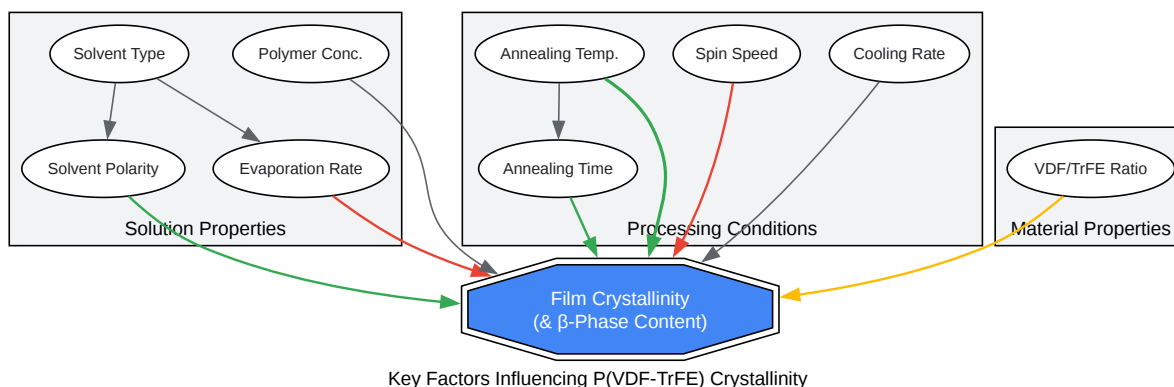 Solvent Type
Polymer Conc.
Solvent Polarity
Evaporation Rate
Solution Properties
Annealing Temp.
Spin Speed
Cooling Rate
Annealing Time
Processing Conditions
VDF/TrFE Ratio
Material Properties
Film Crystallinity
(& β-Phase Content)
Key Factors Influencing P(VDF-TrFE) Crystallinity